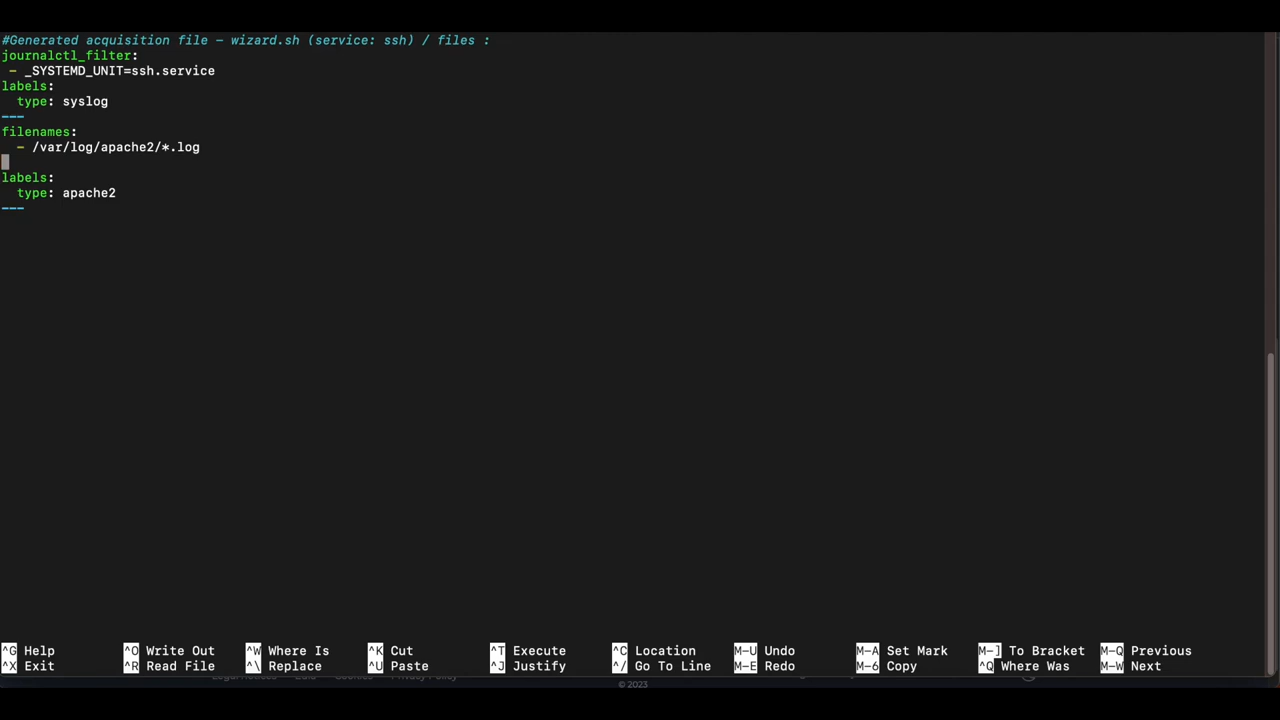 #Generated acquisition file - wizard.sh (service: ssh) / files :
journalctl_filter:
 - _SYSTEMD_UNIT=ssh.service
labels:
  type: syslog
---
filenames:
  - /var/log/apache2/*.log
labels:
  type: apache2
---
^G Help ^O Write Out ^W Where Is ^K Cut ^T Execute ^C Location M-U Undo M-A Set Mark M-] To Bracket M-Q Previous
^X Exit ^R Read File ^\ Replace ^U Paste ^J Justify ^/ Go To Line M-E Redo M-6 Copy ^Q Where Was M-W Next
© 2023